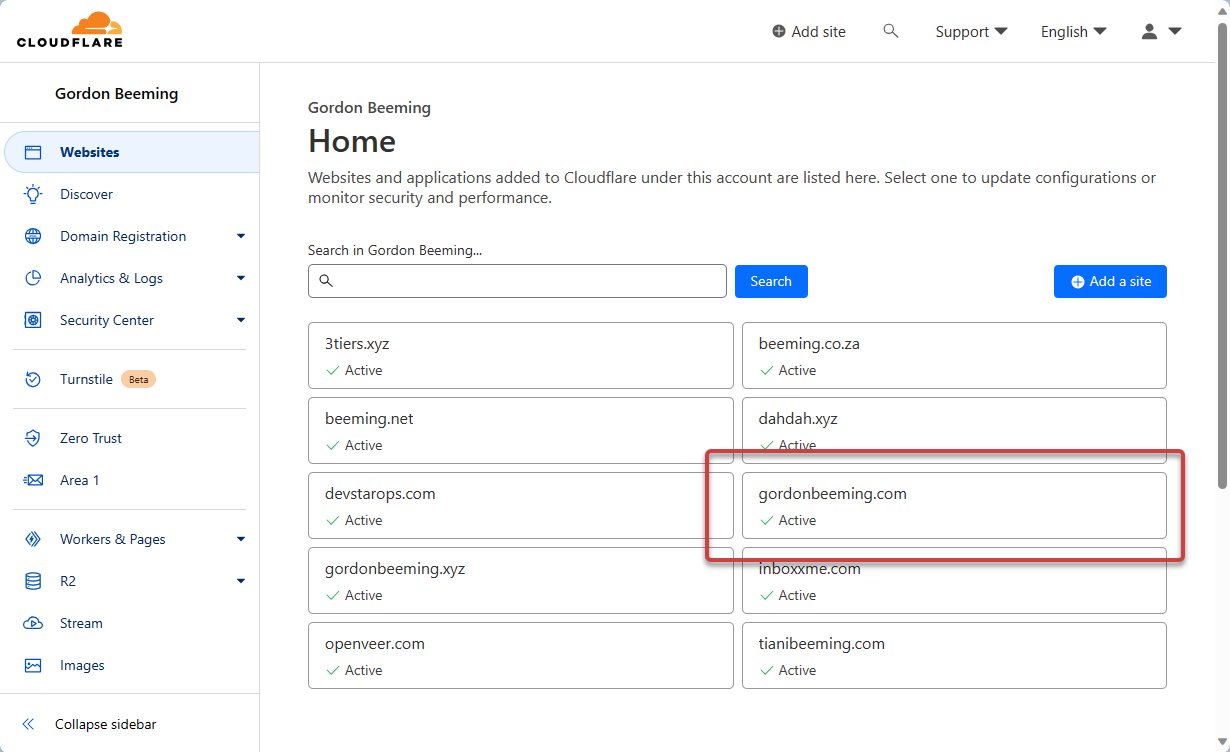 CLOUDFLARE
Add site
Support
English
Gordon Beeming
Websites
Discover
Domain Registration
Analytics & Logs
Security Center
Turnstile Beta
Zero Trust
Area 1
Workers & Pages
R2
Stream
Images
Collapse sidebar
Gordon Beeming
Home
Websites and applications added to Cloudflare under this account are listed here. Select one to update configurations or
monitor security and performance.
Search in Gordon Beeming...
Search
Add a site
3tiers.xyz
Active
beeming.co.za
Active
beeming.net
Active
dahdah.xyz
Active
devstarops.com
Active
gordonbeeming.com
Active
gordonbeeming.xyz
Active
inboxxme.com
Active
openveer.com
Active
tianibeeming.com
Active